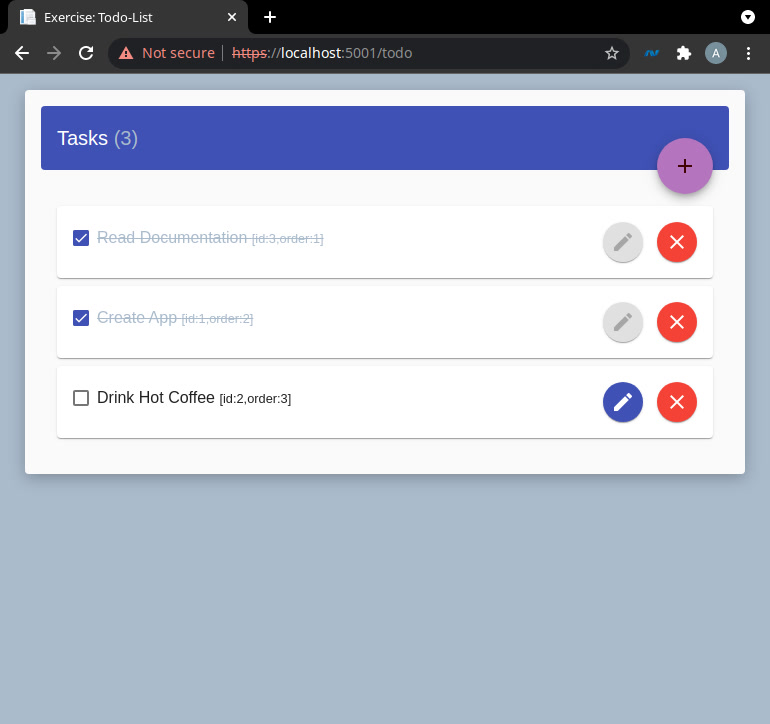 Exercise: Todo-List
Not secure https://localhost:5001/todo
A
Tasks (3)
Read Documentation [id:3,order:1]
Create App [id:1,order:2]
Drink Hot Coffee [id:2,order:3]